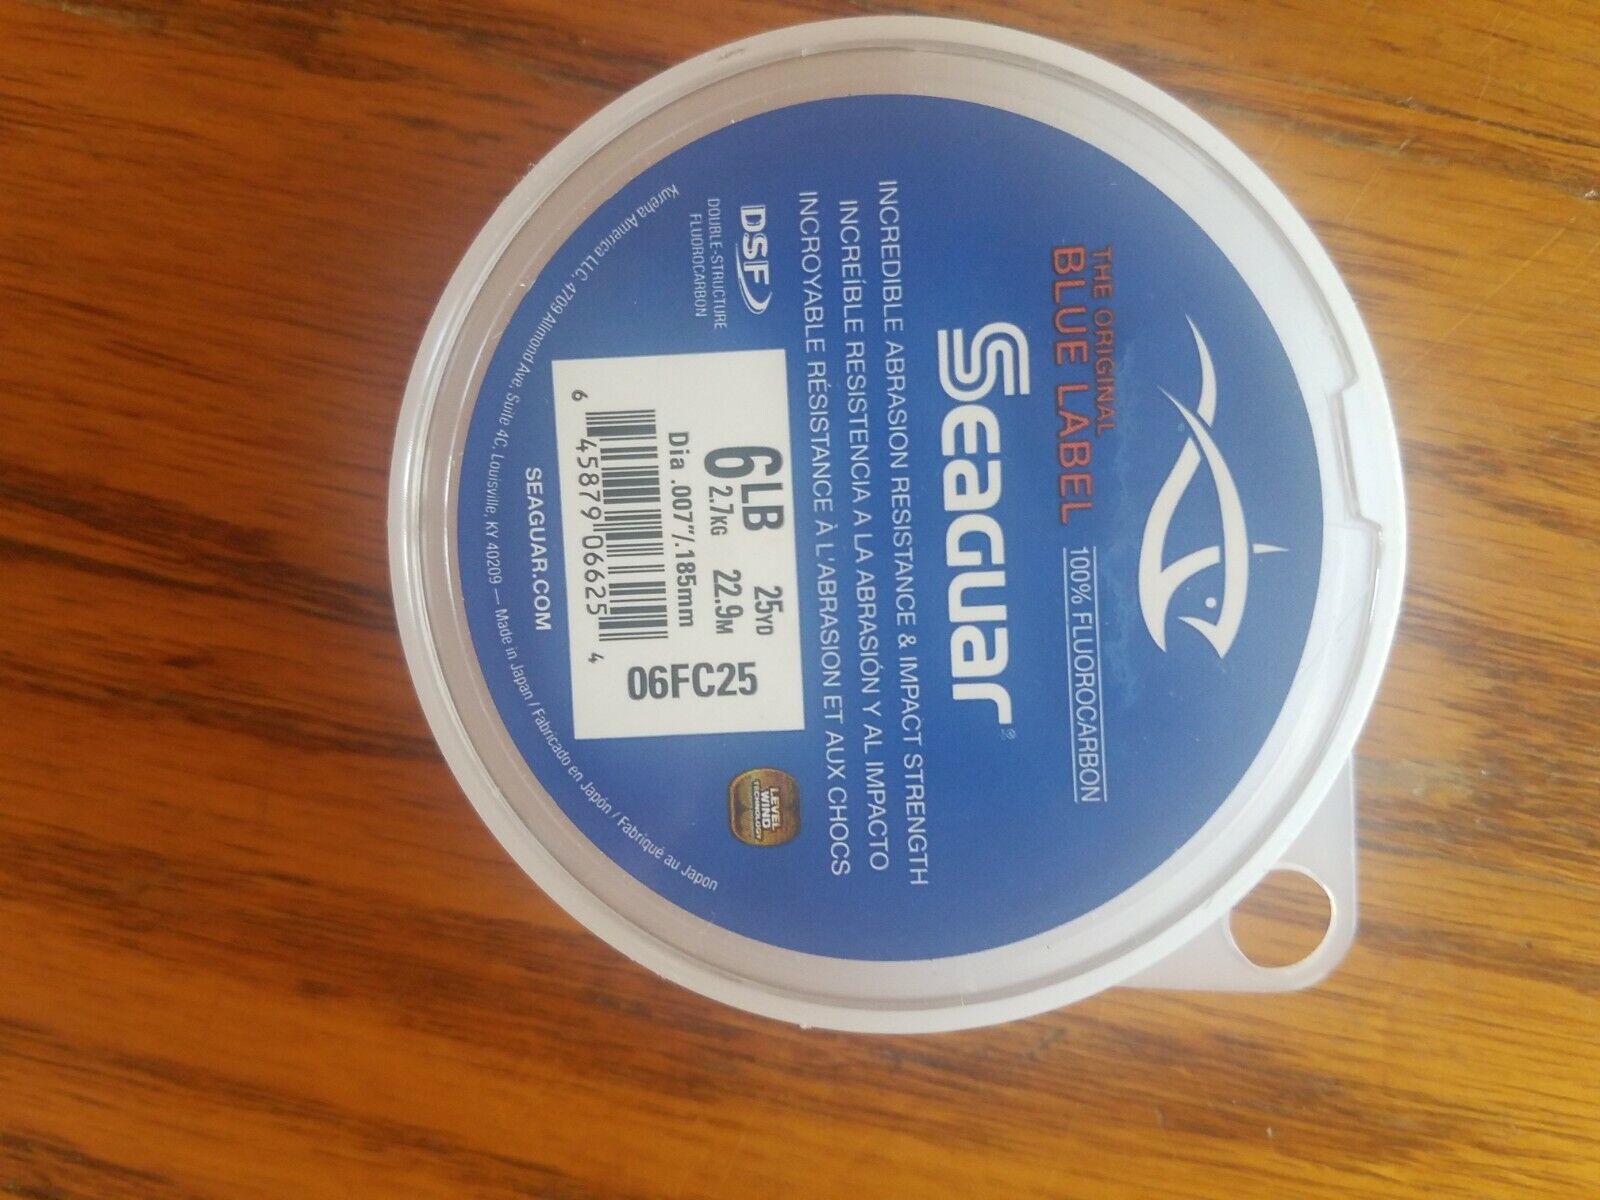 THE ORIGINAL
BLUE LABEL 100% FLUOROCARBON
Seaguar®
INCREDIBLE ABRASION RESISTANCE & IMPACT STRENGTH
INCREÍBLE RESISTENCIA A LA ABRASIÓN Y AL IMPACTO
INCROYABLE RÉSISTANCE À L'ABRASION ET AUX CHOCS
DSF
DOUBLE-STRUCTURE
FLUOROCARBON
6LB 25YD
2.7KG 22.9M
Dia .007"/.185mm
6 45879 06625 4
06FC25
LEVEL
WIND
TECHNOLOGY
SEAGUAR.COM
Kureha America LLC, 4709 Allmond Ave, Suite 4C, Louisville, KY 40209 — Made in Japan / Fabricado en Japón / Fabriqué au Japon